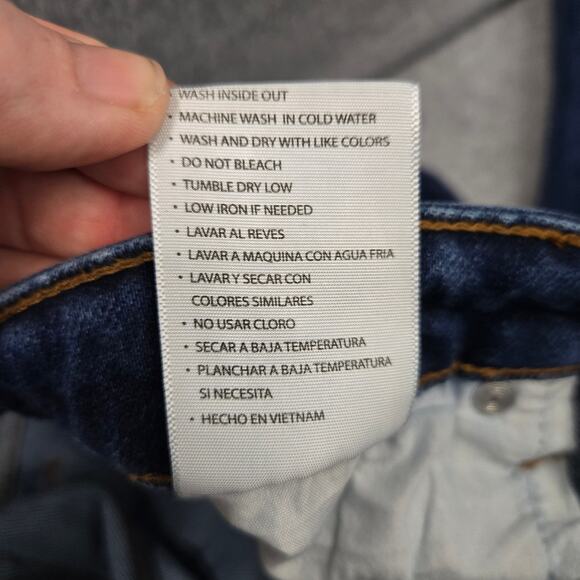 • WASH INSIDE OUT
• MACHINE WASH IN COLD WATER
• WASH AND DRY WITH LIKE COLORS
• DO NOT BLEACH
• TUMBLE DRY LOW
• LOW IRON IF NEEDED
• LAVAR AL REVES
• LAVAR A MAQUINA CON AGUA FRIA
• LAVAR Y SECAR CON
COLORES SIMILARES
• NO USAR CLORO
• SECAR A BAJA TEMPERATURA
• PLANCHAR A BAJA TEMPERATURA
SI NECESITA
• HECHO EN VIETNAM